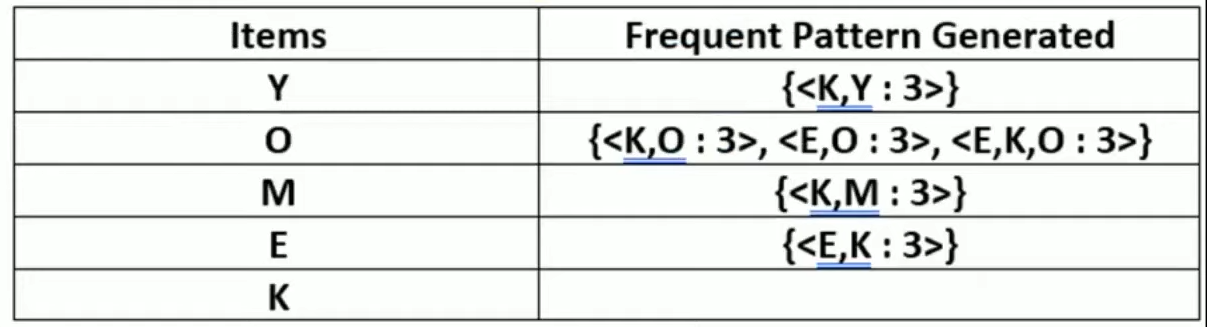 Items Frequent Pattern Generated
Y {<K,Y : 3>}
O {<K,O : 3>, <E,O : 3>, <E,K,O : 3>}
M {<K,M : 3>}
E {<E,K : 3>}
K